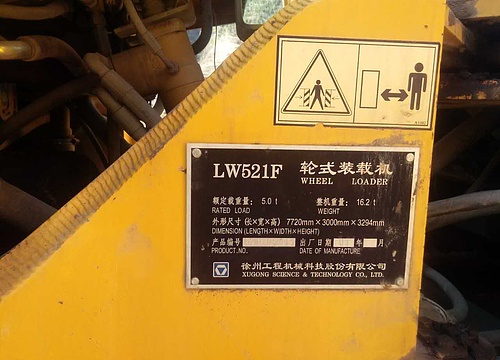 LW521F 轮式装载机
WHEEL LOADER
额定载重量: 5.0 t 整机重量: 16.2 t
RATED LOAD WEIGHT
外形尺寸 (长×宽×高) 7720mm×3000mm×3294mm
DIMENSION (LENGTH×WIDTH×HEIGHT)
产品编号 出厂日期 年 月
PRODUCT.NO. DATE OF MANUFACTURE
徐州工程机械科技股份有限公司
XUGONG SCIENCE & TECHNOLOGY CO., LTD.